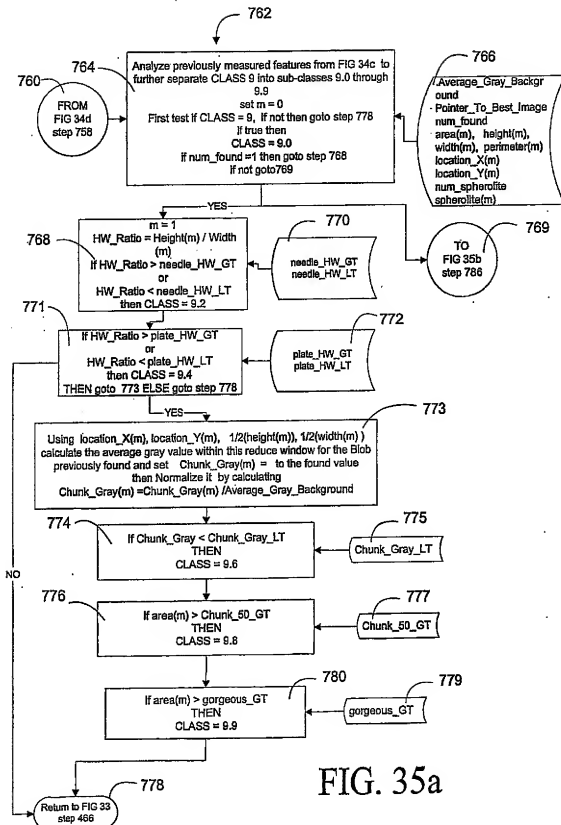 762
764
Analyze previously measured features from FIG 34c to
further separate CLASS 9 into sub-classes 9.0 through
9.9
set m = 0
First test if CLASS = 9, If not then goto step 778
If true then
CLASS = 9.0
If num_found =1 then goto step 768
If not goto769
760
FROM
FIG 34d
step 758
766
Average_Gray_Backgr
ound
Pointer_To_Best_Image
num_found
area(m), height(m),
width(m), perimeter(m)
location_X(m)
location_Y(m)
num_spherolite
spherolite(m)
YES
768
m = 1
HW_Ratio = Height(m) / Width
(m)
If HW_Ratio > needle_HW_GT
or
HW_Ratio < needle_HW_LT
then CLASS = 9.2
770
needle_HW_GT
needle_HW_LT
TO
FIG 35b
step 786
769
771
If HW_Ratio > plate_HW_GT
or
HW_Ratio < plate_HW_LT
then CLASS = 9.4
THEN goto 773 ELSE goto step 778
772
plate_HW_GT
plate_HW_LT
YES
773
Using location_X(m), location_Y(m), 1/2(height(m)), 1/2(width(m) )
calculate the average gray value within this reduce window for the Blob
previously found and set Chunk_Gray(m) = to the found value
then Normalize it by calculating
Chunk_Gray(m) =Chunk_Gray(m) /Average_Gray_Background
774
If Chunk_Gray < Chunk_Gray_LT
THEN
CLASS = 9.6
775
Chunk_Gray_LT
NO
776
If area(m) > Chunk_50_GT
THEN
CLASS = 9.8
777
Chunk_50_GT
780
If area(m) > gorgeous_GT
THEN
CLASS = 9.9
779
gorgeous_GT
778
Return to FIG 33
step 466
FIG. 35a